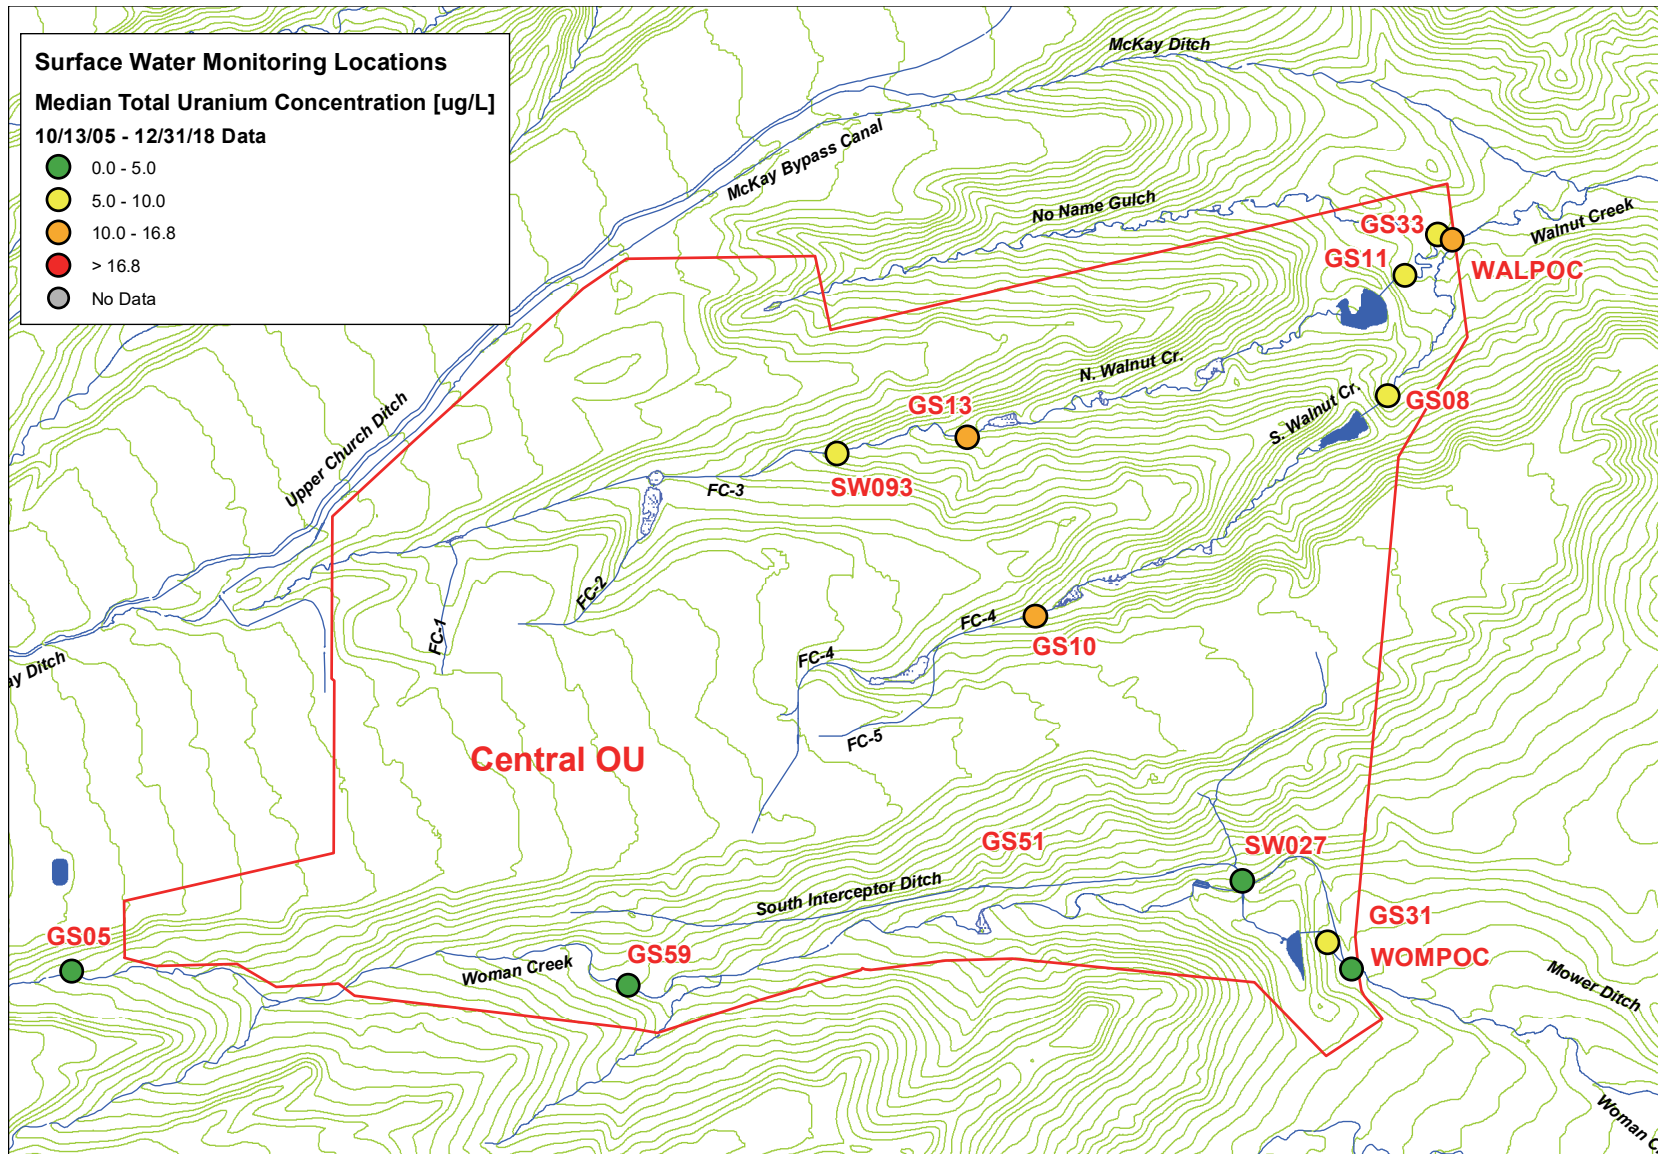 Surface Water Monitoring Locations
Median Total Uranium Concentration [ug/L]
10/13/05 - 12/31/18 Data
0.0 - 5.0
5.0 - 10.0
10.0 - 16.8
> 16.8
No Data
McKay Ditch
McKay Bypass Canal
No Name Gulch
Walnut Creek
GS33
GS11
WALPOC
N. Walnut Cr.
S. Walnut Cr.
GS08
GS13
Upper Church Ditch
SW093
FC-3
FC-2
FC-1
FC-4
GS10
FC-4
ay Ditch
FC-5
Central OU
GS51
SW027
South Interceptor Ditch
GS31
GS05
GS59
WOMPOC
Woman Creek
Mower Ditch
Woman C